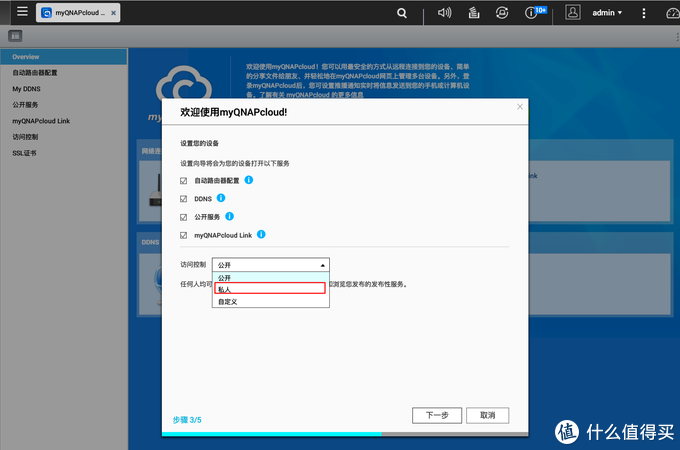 myQNAPcloud ...
10+
admin
Overview
自动路由器配置
My DDNS
公开服务
myQNAPcloud Link
访问控制
SSL证书
欢迎使用myQNAPcloud！您可以用最安全的方式从远程连接到您的设备、简单
的分享文件给朋友、并轻松地在myQNAPcloud网页上管理多台设备。另外、登
录myQNAPcloud后，您可设置推播通知实时将信息发送到您的手机或计算机设
备。了解有关 myQNAPcloud 的更多信息
欢迎使用myQNAPcloud!
设置您的设备
设置向导将会为您的设备打开以下服务
自动路由器配置
DDNS
公开服务
myQNAPcloud Link
访问控制
公开
公开
私人
自定义
任何人均可
和浏览您发布的发布性服务。
步骤 3/5
下一步
取消
网络连
DDNS
值 什么值得买